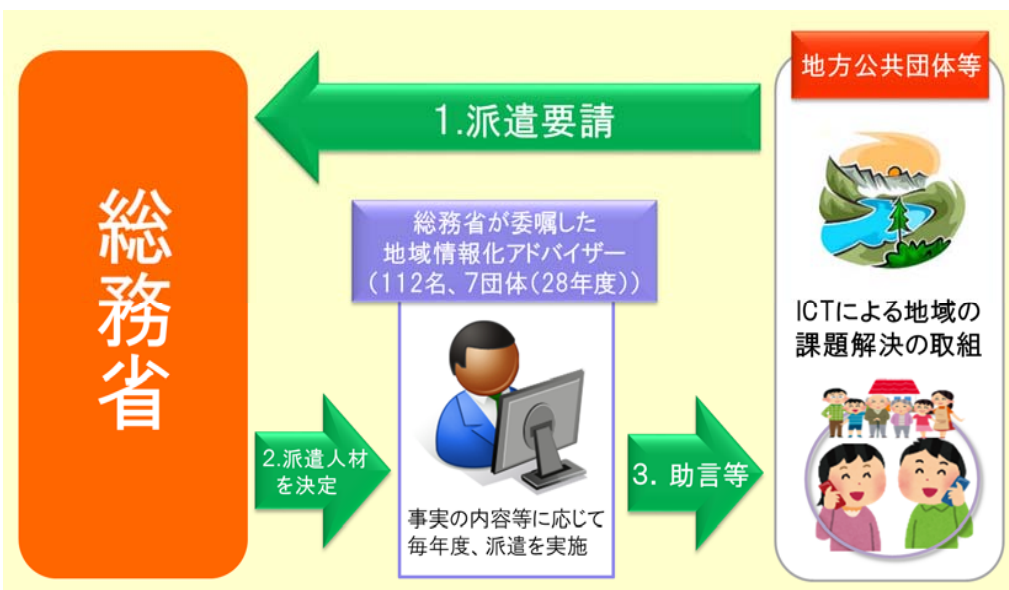 総務省
1.派遣要請
地方公共団体等
総務省が委嘱した
地域情報化アドバイザー
(112名、7団体(28年度))
2.派遣人材
を決定
事実の内容等に応じて
毎年度、派遣を実施
3. 助言等
ICTによる地域の
課題解決の取組